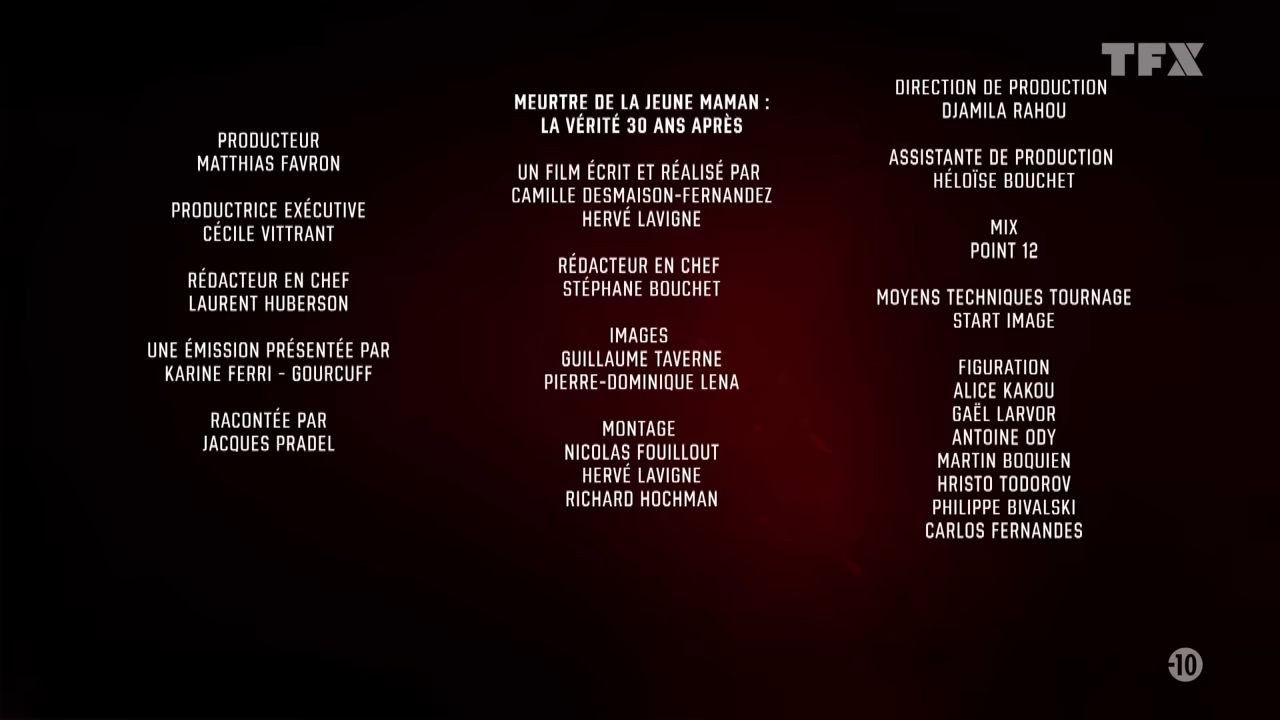 TFX
PRODUCTEUR
MATTHIAS FAVRON
PRODUCTRICE EXÉCUTIVE
CÉCILE VITTRANT
RÉDACTEUR EN CHEF
LAURENT HUBERSON
UNE ÉMISSION PRÉSENTÉE PAR
KARINE FERRI - GOURCUFF
RACONTÉE PAR
JACQUES PRADEL
MEURTRE DE LA JEUNE MAMAN :
LA VÉRITÉ 30 ANS APRÈS
UN FILM ÉCRIT ET RÉALISÉ PAR
CAMILLE DESMAISON-FERNANDEZ
HERVÉ LAVIGNE
RÉDACTEUR EN CHEF
STÉPHANE BOUCHET
IMAGES
GUILLAUME TAVERNE
PIERRE-DOMINIQUE LENA
MONTAGE
NICOLAS FOUILLOUT
HERVÉ LAVIGNE
RICHARD HOCHMAN
DIRECTION DE PRODUCTION
DJAMILA RAHOU
ASSISTANTE DE PRODUCTION
HÉLOÏSE BOUCHET
MIX
POINT 12
MOYENS TECHNIQUES TOURNAGE
START IMAGE
FIGURATION
ALICE KAKOU
GAËL LARVOR
ANTOINE ODY
MARTIN BOQUIEN
HRISTO TODOROV
PHILIPPE BIVALSKI
CARLOS FERNANDES
-10